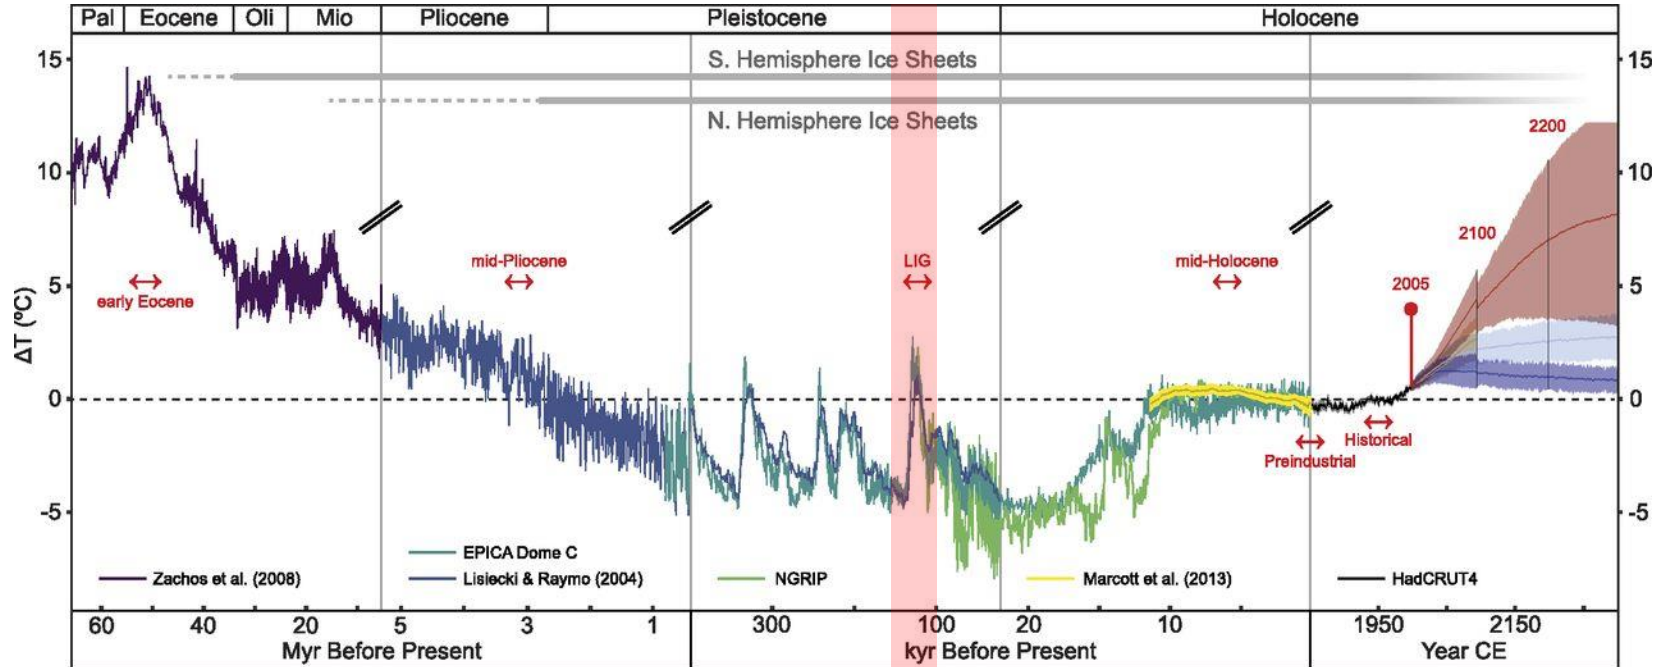 Pal Eocene Oli Mio Pliocene Pleistocene Holocene
15 15
S. Hemisphere Ice Sheets
N. Hemisphere Ice Sheets
2200
10 10
2100
mid-Pliocene LIG mid-Holocene
5 2005 5
early Eocene
ΔT (ºC)
0 0
Historical
Preindustrial
-5 -5
EPICA Dome C
Zachos et al. (2008) Lisiecki & Raymo (2004) NGRIP Marcott et al. (2013) HadCRUT4
60 40 20 5 3 1 300 100 20 10 1950 2150
Myr Before Present kyr Before Present Year CE